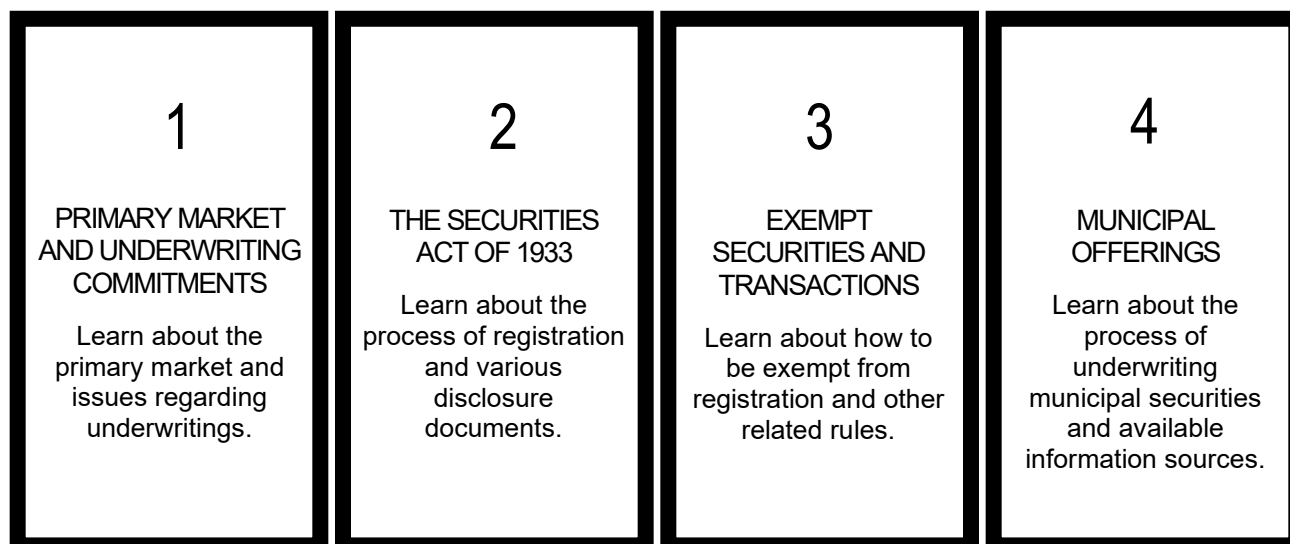 1
PRIMARY MARKET
AND UNDERWRITING
COMMITMENTS
Learn about the
primary market and
issues regarding
underwritings.
2
THE SECURITIES
ACT OF 1933
Learn about the
process of registration
and various
disclosure
documents.
3
EXEMPT
SECURITIES AND
TRANSACTIONS
Learn about how to
be exempt from
registration and other
related rules.
4
MUNICIPAL
OFFERINGS
Learn about the
process of
underwriting
municipal securities
and available
information sources.